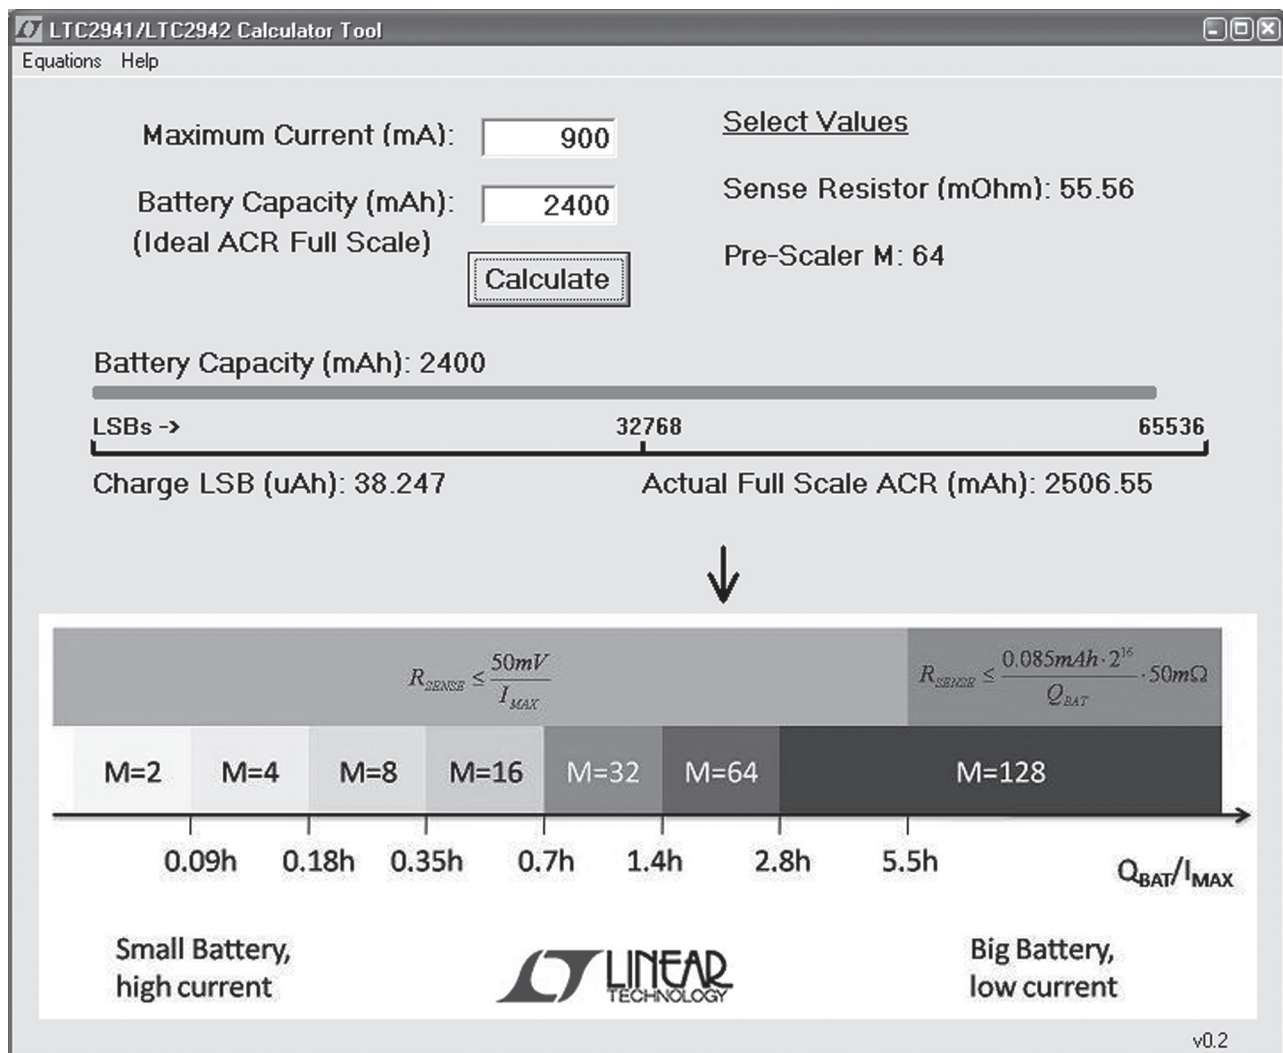 LTC2941/LTC2942 Calculator Tool
Equations Help
Maximum Current (mA): 900
Battery Capacity (mAh): 2400
(Ideal ACR Full Scale)
Calculate
Select Values
Sense Resistor (mOhm): 55.56
Pre-Scaler M: 64
Battery Capacity (mAh): 2400
LSBs -> 32768 65536
Charge LSB (uAh): 38.247 Actual Full Scale ACR (mAh): 2506.55
R_SENSE ≤ 50mV / I_MAX
R_SENSE ≤ 0.085mAh·2^16 / Q_BAT · 50mΩ
M=2 M=4 M=8 M=16 M=32 M=64 M=128
0.09h 0.18h 0.35h 0.7h 1.4h 2.8h 5.5h Q_BAT/I_MAX
Small Battery,
high current
LINEAR
TECHNOLOGY
Big Battery,
low current
v0.2